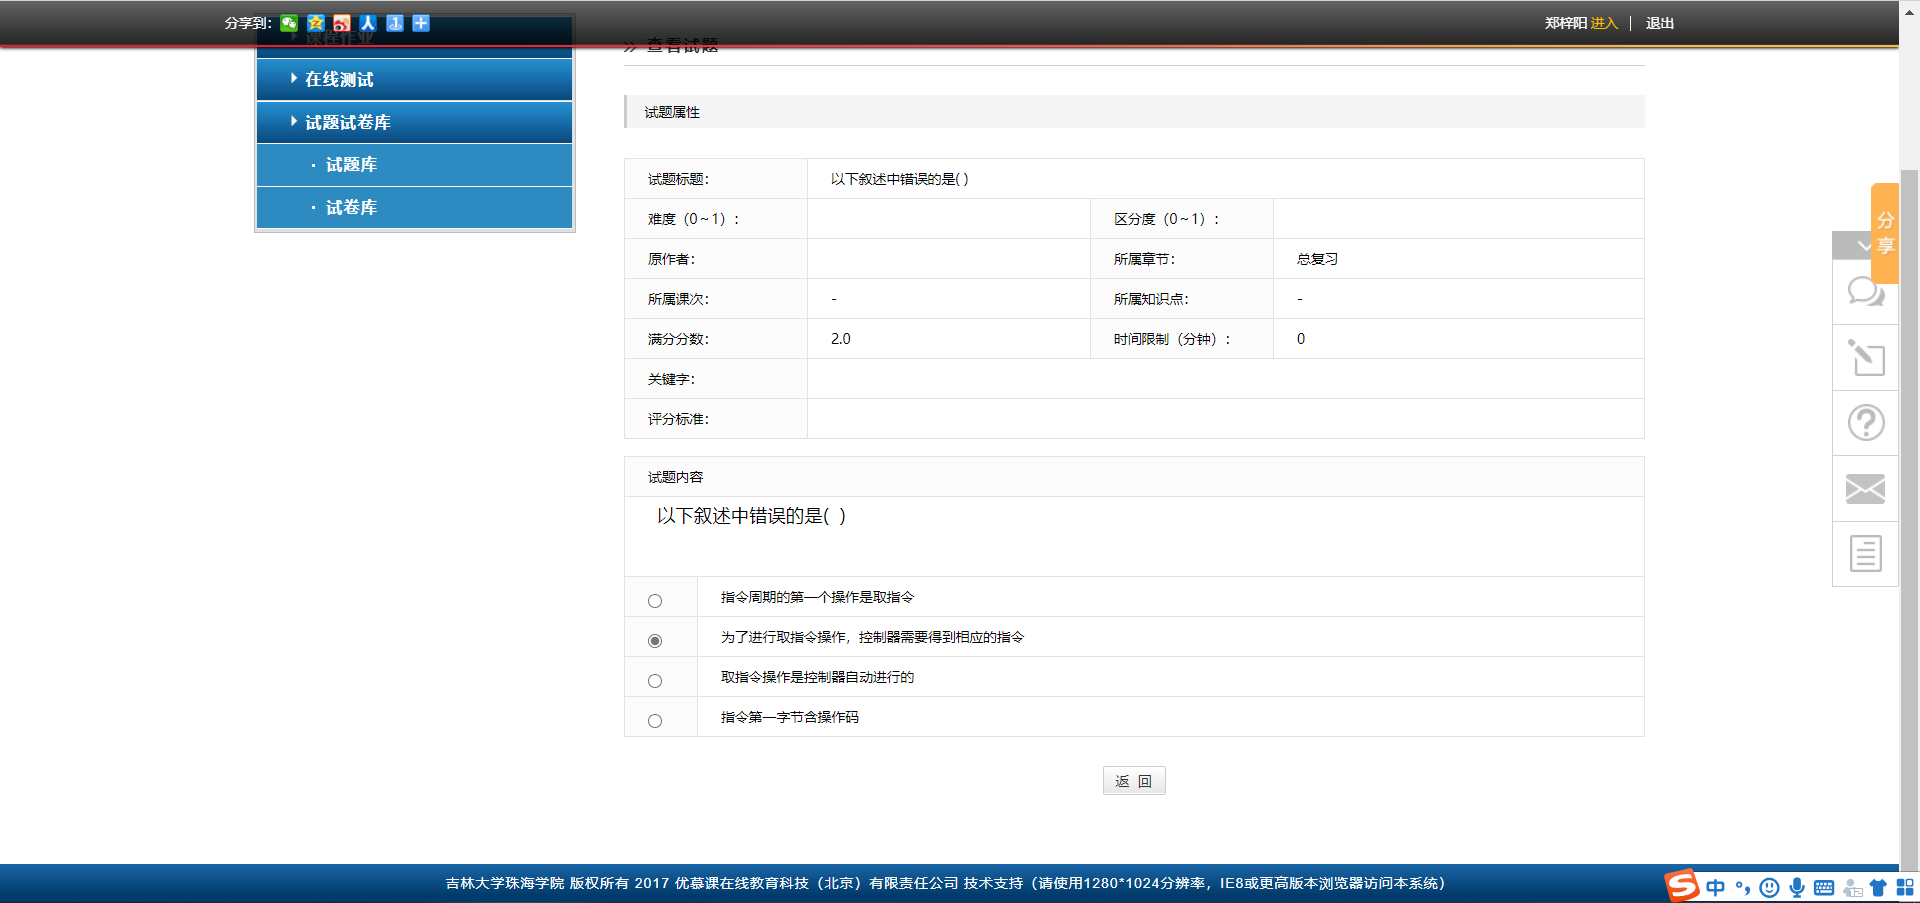 分享到：
郑梓阳 进入 | 退出
课程作业
在线测试
试题试卷库
· 试题库
· 试卷库
» 查看试题
试题属性
试题标题： 以下叙述中错误的是( )
难度（0～1）： 区分度（0～1）：
原作者： 所属章节： 总复习
所属课次： - 所属知识点： -
满分分数： 2.0 时间限制（分钟）： 0
关键字：
评分标准：
试题内容
以下叙述中错误的是( )
指令周期的第一个操作是取指令
为了进行取指令操作，控制器需要得到相应的指令
取指令操作是控制器自动进行的
指令第一字节含操作码
返 回
分
享
吉林大学珠海学院 版权所有 2017 优慕课在线教育科技（北京）有限责任公司 技术支持（请使用1280*1024分辨率，IE8或更高版本浏览器访问本系统）
中